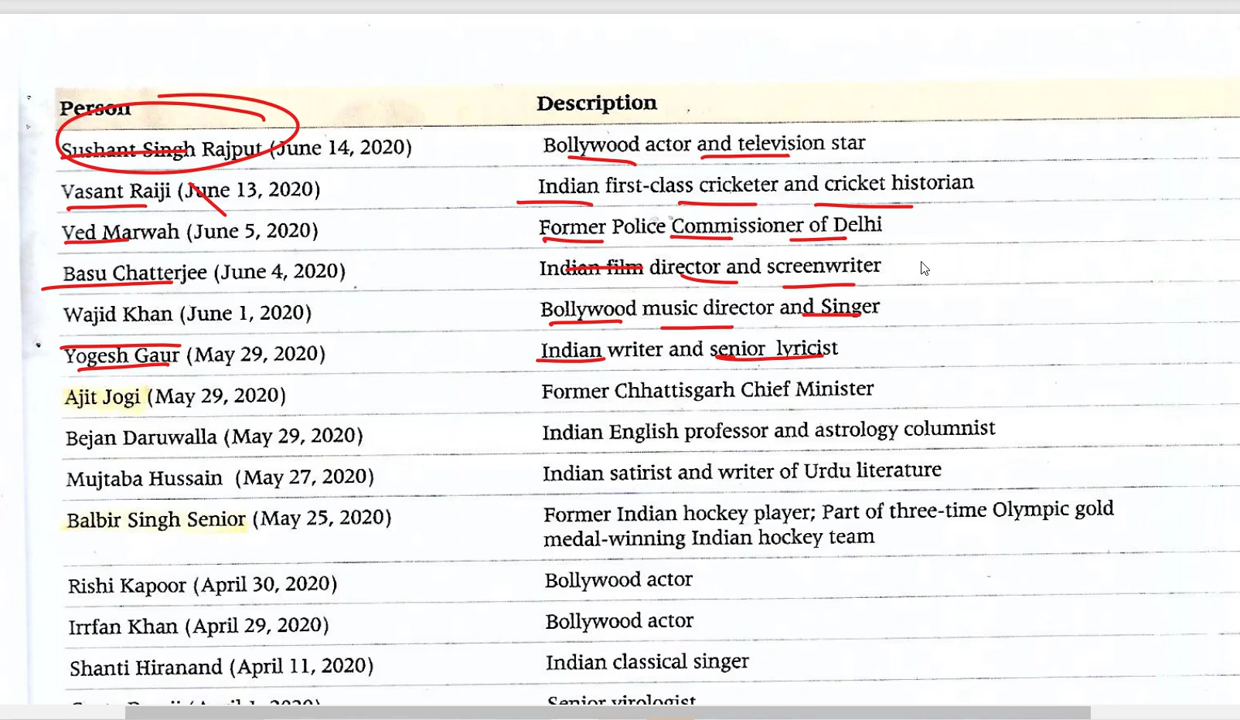 Person Description
Sushant Singh Rajput (June 14, 2020) Bollywood actor and television star
Vasant Raiji (June 13, 2020) Indian first-class cricketer and cricket historian
Ved Marwah (June 5, 2020) Former Police Commissioner of Delhi
Basu Chatterjee (June 4, 2020) Indian film director and screenwriter
Wajid Khan (June 1, 2020) Bollywood music director and Singer
Yogesh Gaur (May 29, 2020) Indian writer and senior lyricist
Ajit Jogi (May 29, 2020) Former Chhattisgarh Chief Minister
Bejan Daruwalla (May 29, 2020) Indian English professor and astrology columnist
Mujtaba Hussain (May 27, 2020) Indian satirist and writer of Urdu literature
Balbir Singh Senior (May 25, 2020) Former Indian hockey player; Part of three-time Olympic gold
medal-winning Indian hockey team
Rishi Kapoor (April 30, 2020) Bollywood actor
Irrfan Khan (April 29, 2020) Bollywood actor
Shanti Hiranand (April 11, 2020) Indian classical singer
Senior virologist